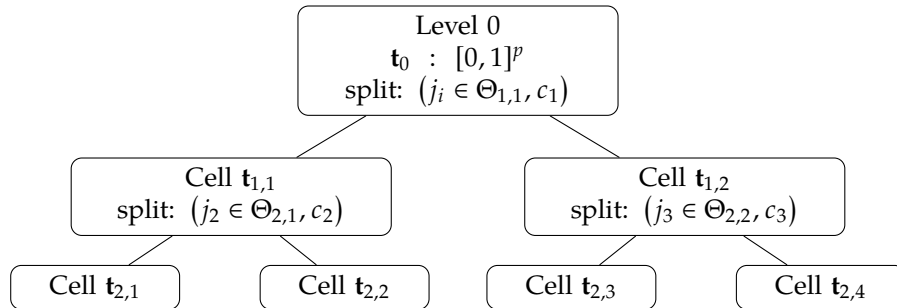 Level 0
t₀ : [0, 1]ᵖ
split: (jᵢ ∈ Θ₁,₁, c₁)
Cell t₁,₁
split: (j₂ ∈ Θ₂,₁, c₂)
Cell t₁,₂
split: (j₃ ∈ Θ₂,₂, c₃)
Cell t₂,₁
Cell t₂,₂
Cell t₂,₃
Cell t₂,₄